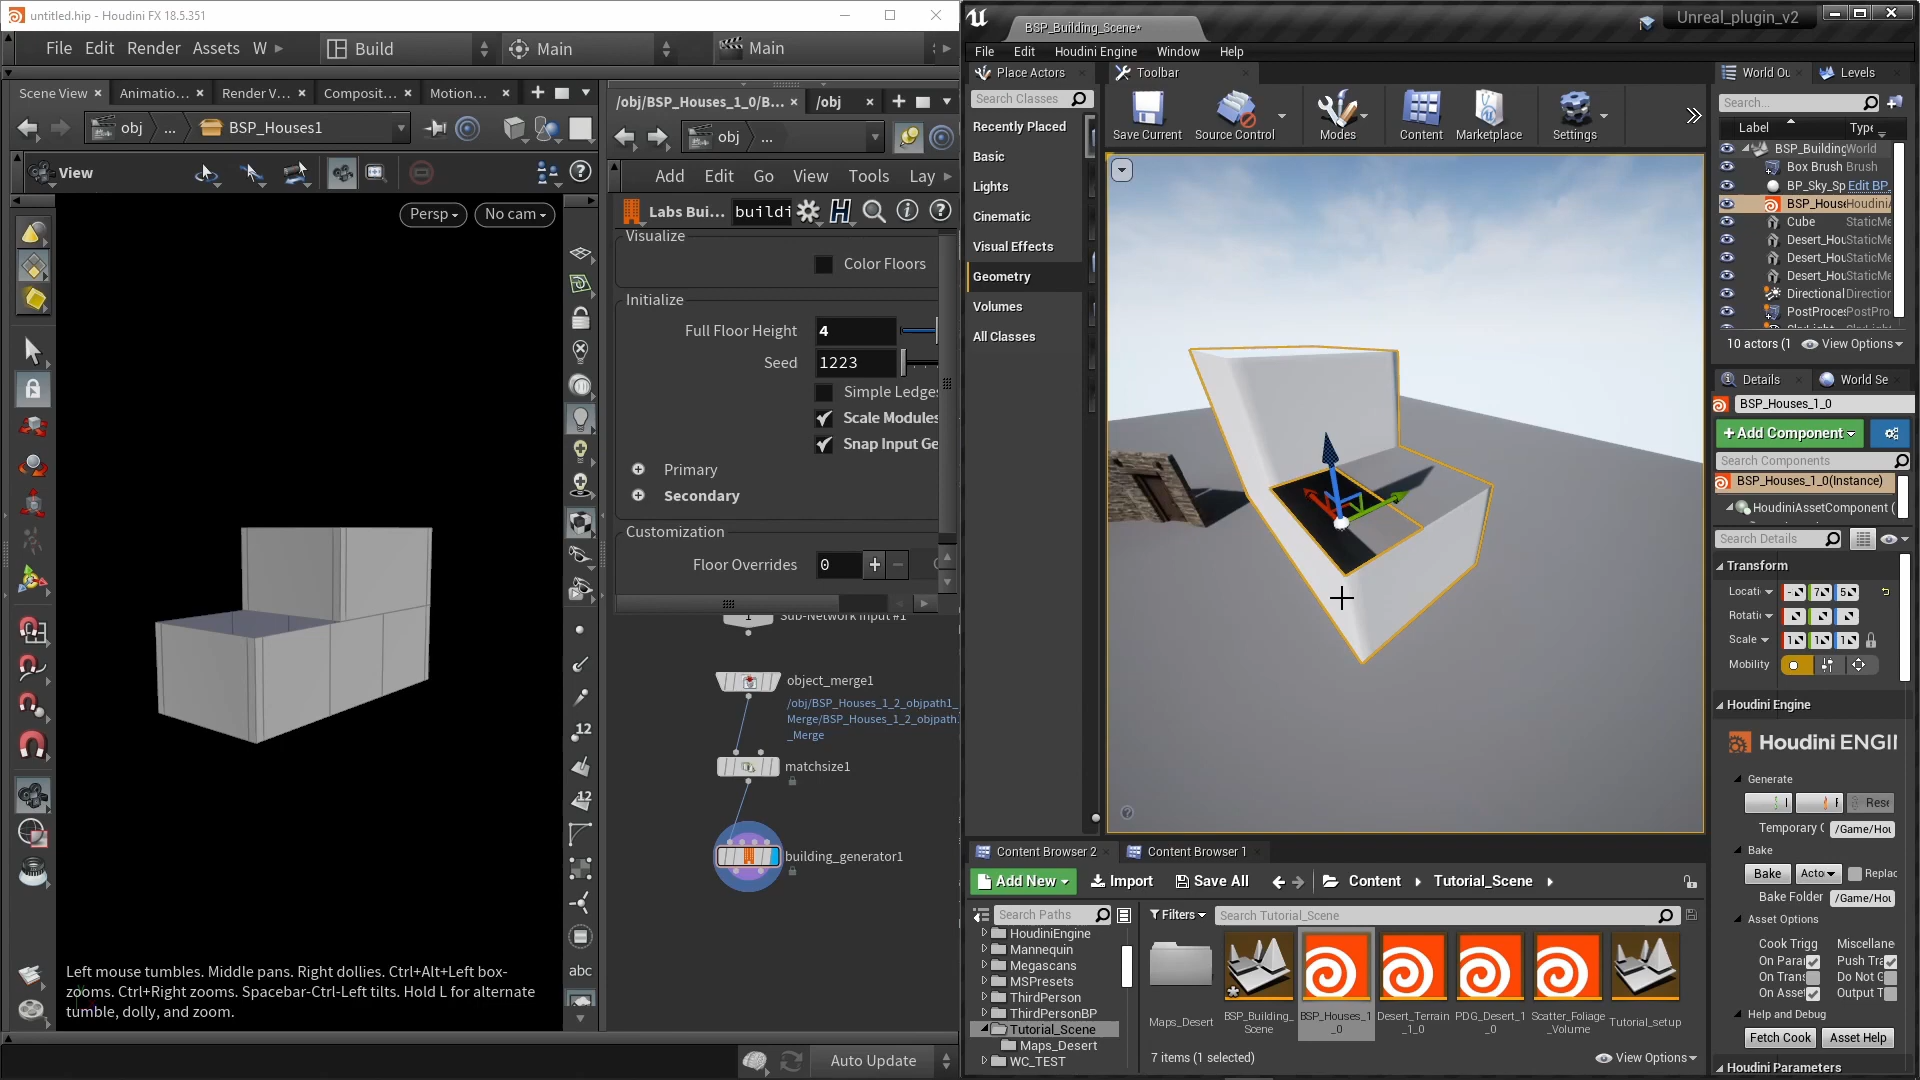 untitled.hip - Houdini FX 18.5.351
File Edit Render Assets W
Build
Main
Main
Scene View
Animatio...
Render V...
Composit...
Motion...
obj
...
BSP_Houses1
View
Persp
No cam
Left mouse tumbles. Middle pans. Right dollies. Ctrl+Alt+Left box-
zooms. Ctrl+Right zooms. Spacebar-Ctrl-Left tilts. Hold L for alternate
tumble, dolly, and zoom.
12
12
abc
Auto Update
/obj/BSP_Houses_1_0/B...
/obj
obj
...
Add Edit Go View Tools Lay
Labs Bui...
buildi
Visualize
Color Floors
Initialize
Full Floor Height 4
Seed 1223
Simple Ledge
Scale Modules
Snap Input Ge
Primary
Secondary
Customization
Floor Overrides 0
Sub-Network Input #1
object_merge1
/obj/BSP_Houses_1_2_objpath1_
Merge/BSP_Houses_1_2_objpath1
_Merge
matchsize1
building_generator1
BSP_Building_Scene*
Unreal_plugin_v2
File Edit Houdini Engine Window Help
Place Actors
Search Classes
Recently Placed
Basic
Lights
Cinematic
Visual Effects
Geometry
Volumes
All Classes
Toolbar
Save Current
Source Control
Modes
Content
Marketplace
Settings
World Ou
Levels
Search...
Label Type
BSP_Building World
Box Brush Brush
BP_Sky_Sp Edit BP
BSP_House Houdini
Cube StaticMe
Desert_Hou StaticMe
Desert_Hou StaticMe
Desert_Hou StaticMe
Directional Direction
PostProces PostPro
10 actors (1
View Options
Details
World Se
BSP_Houses_1_0
Add Component
Search Components
BSP_Houses_1_0(Instance)
HoudiniAssetComponent (
Search Details
Transform
Locati
Rotati
Scale
Mobility
Houdini Engine
Houdini ENGI
Generate
Rese
Temporary C /Game/Hou
Bake
Bake Acto Replac
Bake Folder /Game/Hou
Asset Options
Cook Trigg Miscellane
On Para Push Tra
On Trans Do Not G
On Asset Output T
Help and Debug
Fetch Cook Asset Help
Houdini Parameters
Content Browser 2
Content Browser 1
Add New
Import
Save All
Content
Tutorial_Scene
Search Paths
Filters
Search Tutorial_Scene
HoudiniEngine
Mannequin
Megascans
MSPresets
ThirdPerson
ThirdPersonBP
Tutorial_Scene
Maps_Desert
WC_TEST
Maps_Desert
BSP_Building_
Scene
BSP_Houses_1
_0
Desert_Terrain
_1_0
PDG_Desert_1
_0
Scatter_Foliage
_Volume
Tutorial_setup
7 items (1 selected)
View Options